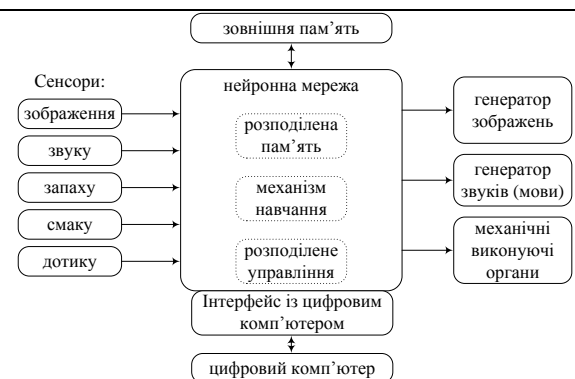 зовнішня пам’ять
Сенсори:
зображення
звуку
запаху
смаку
дотику
нейронна мережа
розподілена
пам’ять
механізм
навчання
розподілене
управління
генератор
зображень
генератор
звуків (мови)
механічні
виконуючі
органи
Інтерфейс із цифровим
комп’ютером
цифровий комп’ютер